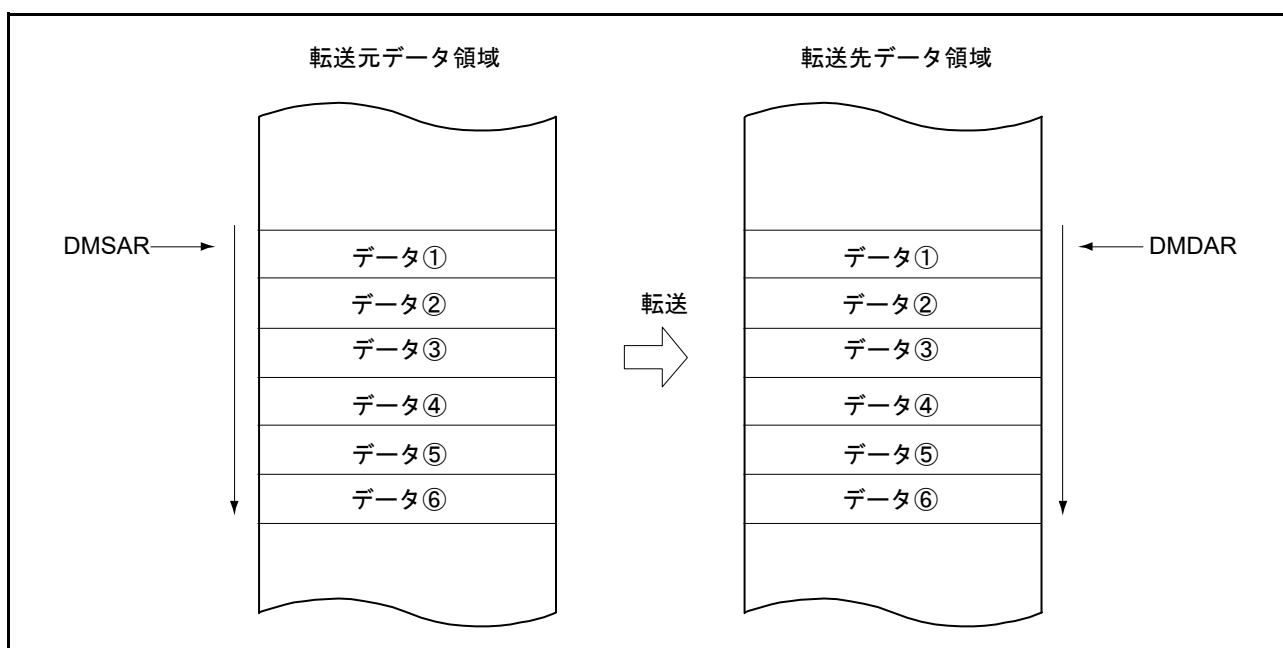 転送元データ領域
転送先データ領域
DMSAR
データ①
データ②
データ③
データ④
データ⑤
データ⑥
転送
データ①
データ②
データ③
データ④
データ⑤
データ⑥
DMDAR